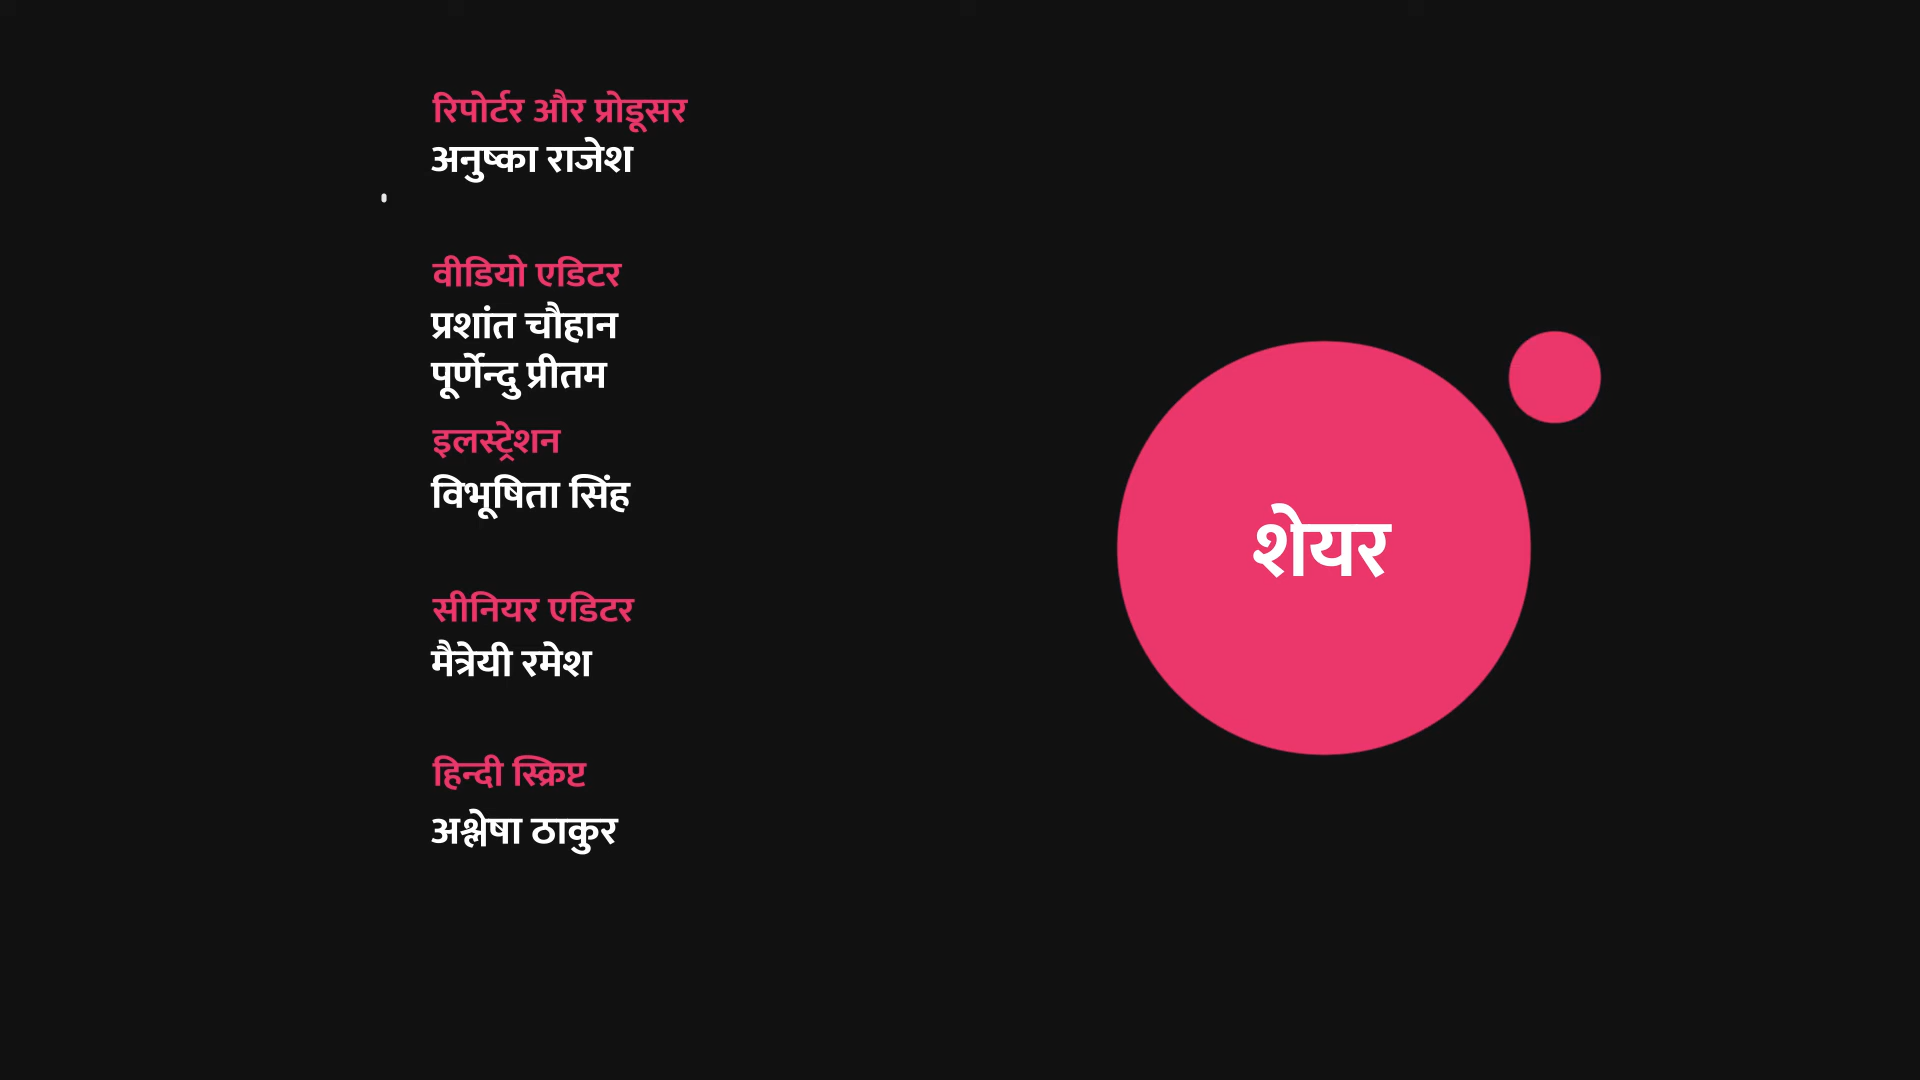 रिपोर्टर और प्रोडूसर
अनुष्का राजेश
वीडियो एडिटर
प्रशांत चौहान
पूर्णेन्दु प्रीतम
इलस्ट्रेशन
विभूषिता सिंह
सीनियर एडिटर
मैत्रेयी रमेश
हिन्दी स्क्रिप्ट
अश्लेषा ठाकुर
शेयर